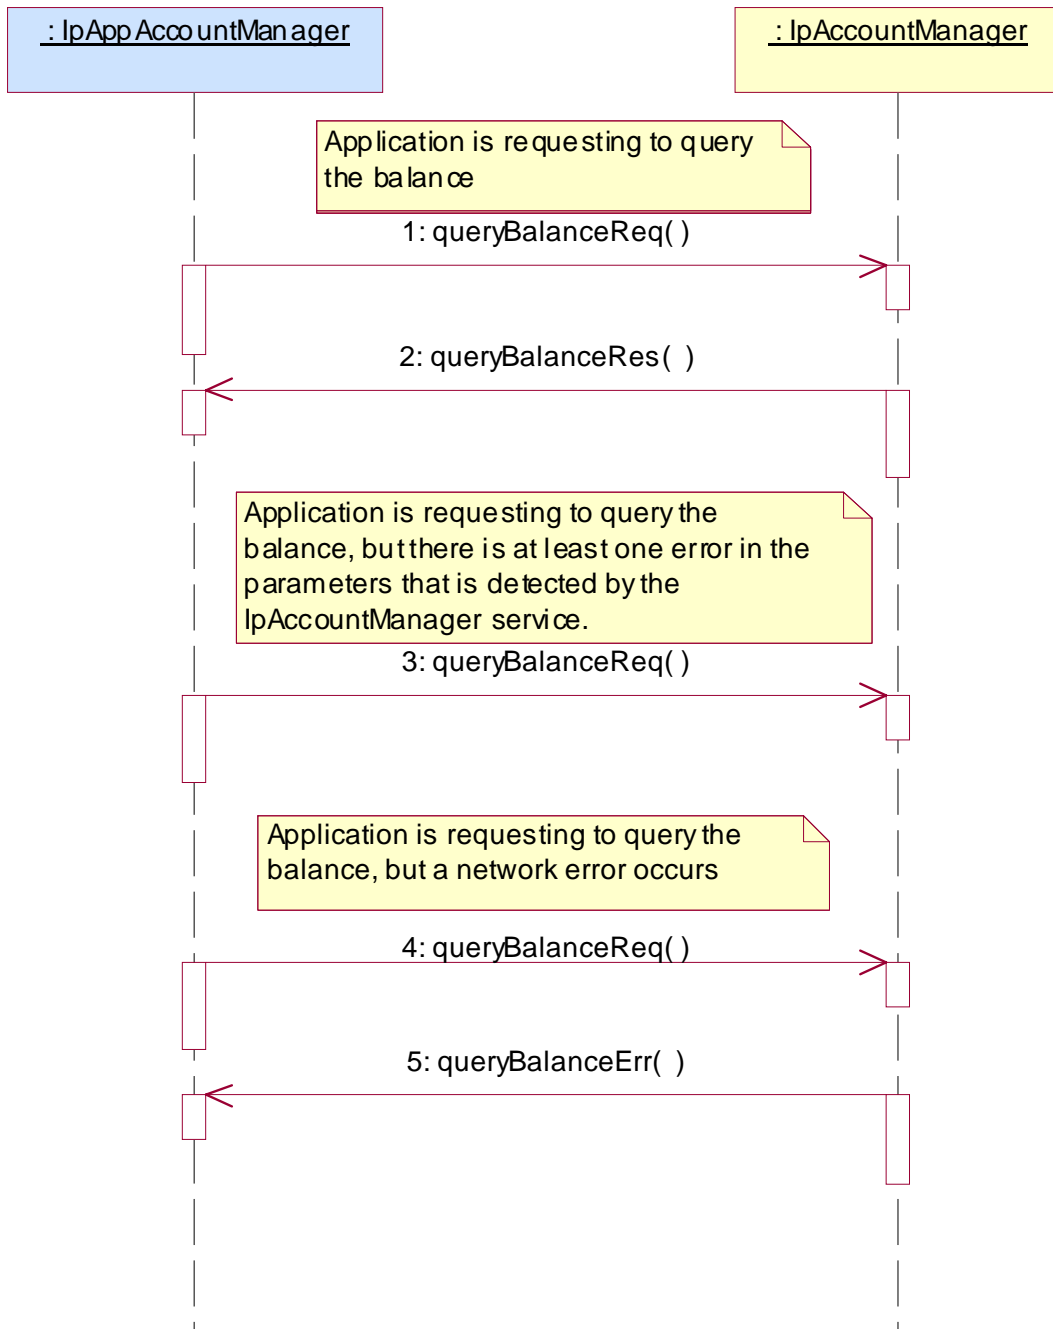 : IpAppAccountManager
: IpAccountManager
Application is requesting to query
the balance
1: queryBalanceReq( )
2: queryBalanceRes( )
Application is requesting to query the
balance, but there is at least one error in the
parameters that is detected by the
IpAccountManager service.
3: queryBalanceReq( )
Application is requesting to query the
balance, but a network error occurs
4: queryBalanceReq( )
5: queryBalanceErr( )